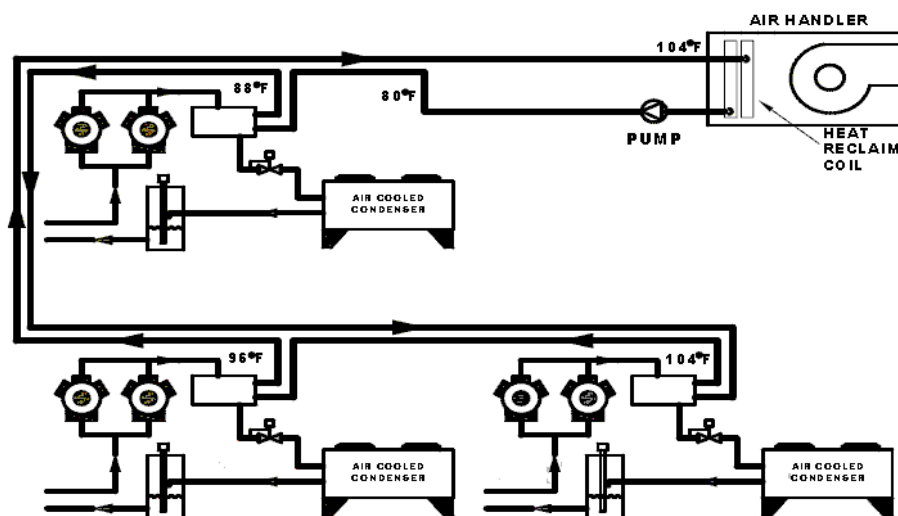 AIR HANDLER
104°F
88°F
80°F
PUMP
HEAT
RECLAIM
COIL
AIR COOLED
CONDENSER
96°F
104°F
AIR COOLED
CONDENSER
AIR COOLED
CONDENSER